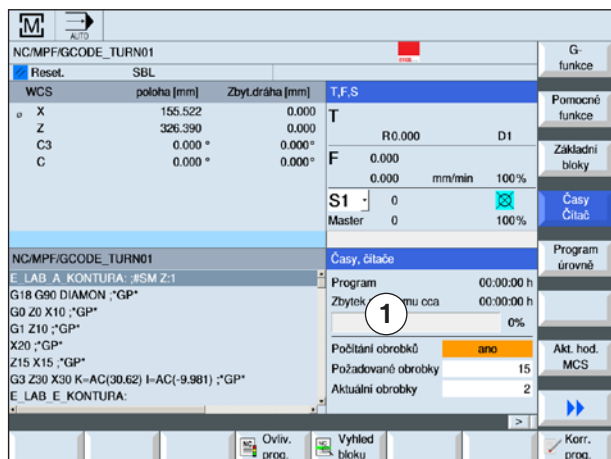 M
AUTO
NC/MPF/GCODE_TURN01
Reset. SBL
WCS poloha [mm] Zbyt.dráha [mm]
ø X 155.522 0.000
Z 326.390 0.000
C3 0.000 ° 0.000°
C 0.000 ° 0.000°
T,F,S
T
R0.000 D1
F 0.000
0.000 mm/min 100%
S1 0
Master 0 100%
NC/MPF/GCODE_TURN01
E_LAB_A_KONTURA: ;#SM Z:1
G18 G90 DIAMON ;*GP*
G0 Z0 X10 ;*GP*
G1 Z10 ;*GP*
X20 ;*GP*
Z15 X15 ;*GP*
G3 Z30 X30 K=AC(30.62) I=AC(-9.981) ;*GP*
E_LAB_E_KONTURA:
Časy, čítače
Program 00:00:00 h
Zbytek mu cca 00:00:00 h
1
0%
Počítání obrobků ano
Požadované obrobky 15
Aktuální obrobky 2
>
G-
funkce
Pomocné
funkce
Základní
bloky
Časy
Čítač
Program
úrovně
Akt. hod.
MCS
NC Ovliv.
prog.
NC Vyhled
bloku
Korr.
prog.